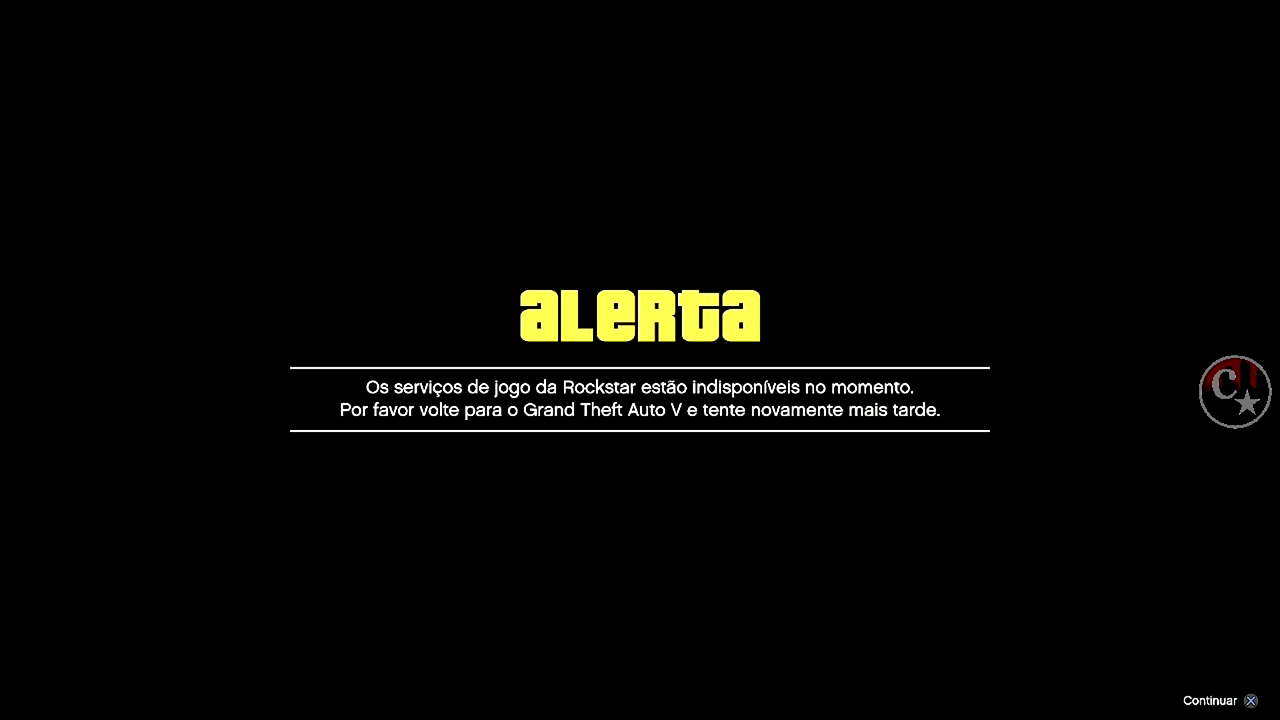 alerta
Os serviços de jogo da Rockstar estão indisponíveis no momento.
Por favor volte para o Grand Theft Auto V e tente novamente mais tarde.
C
Continuar